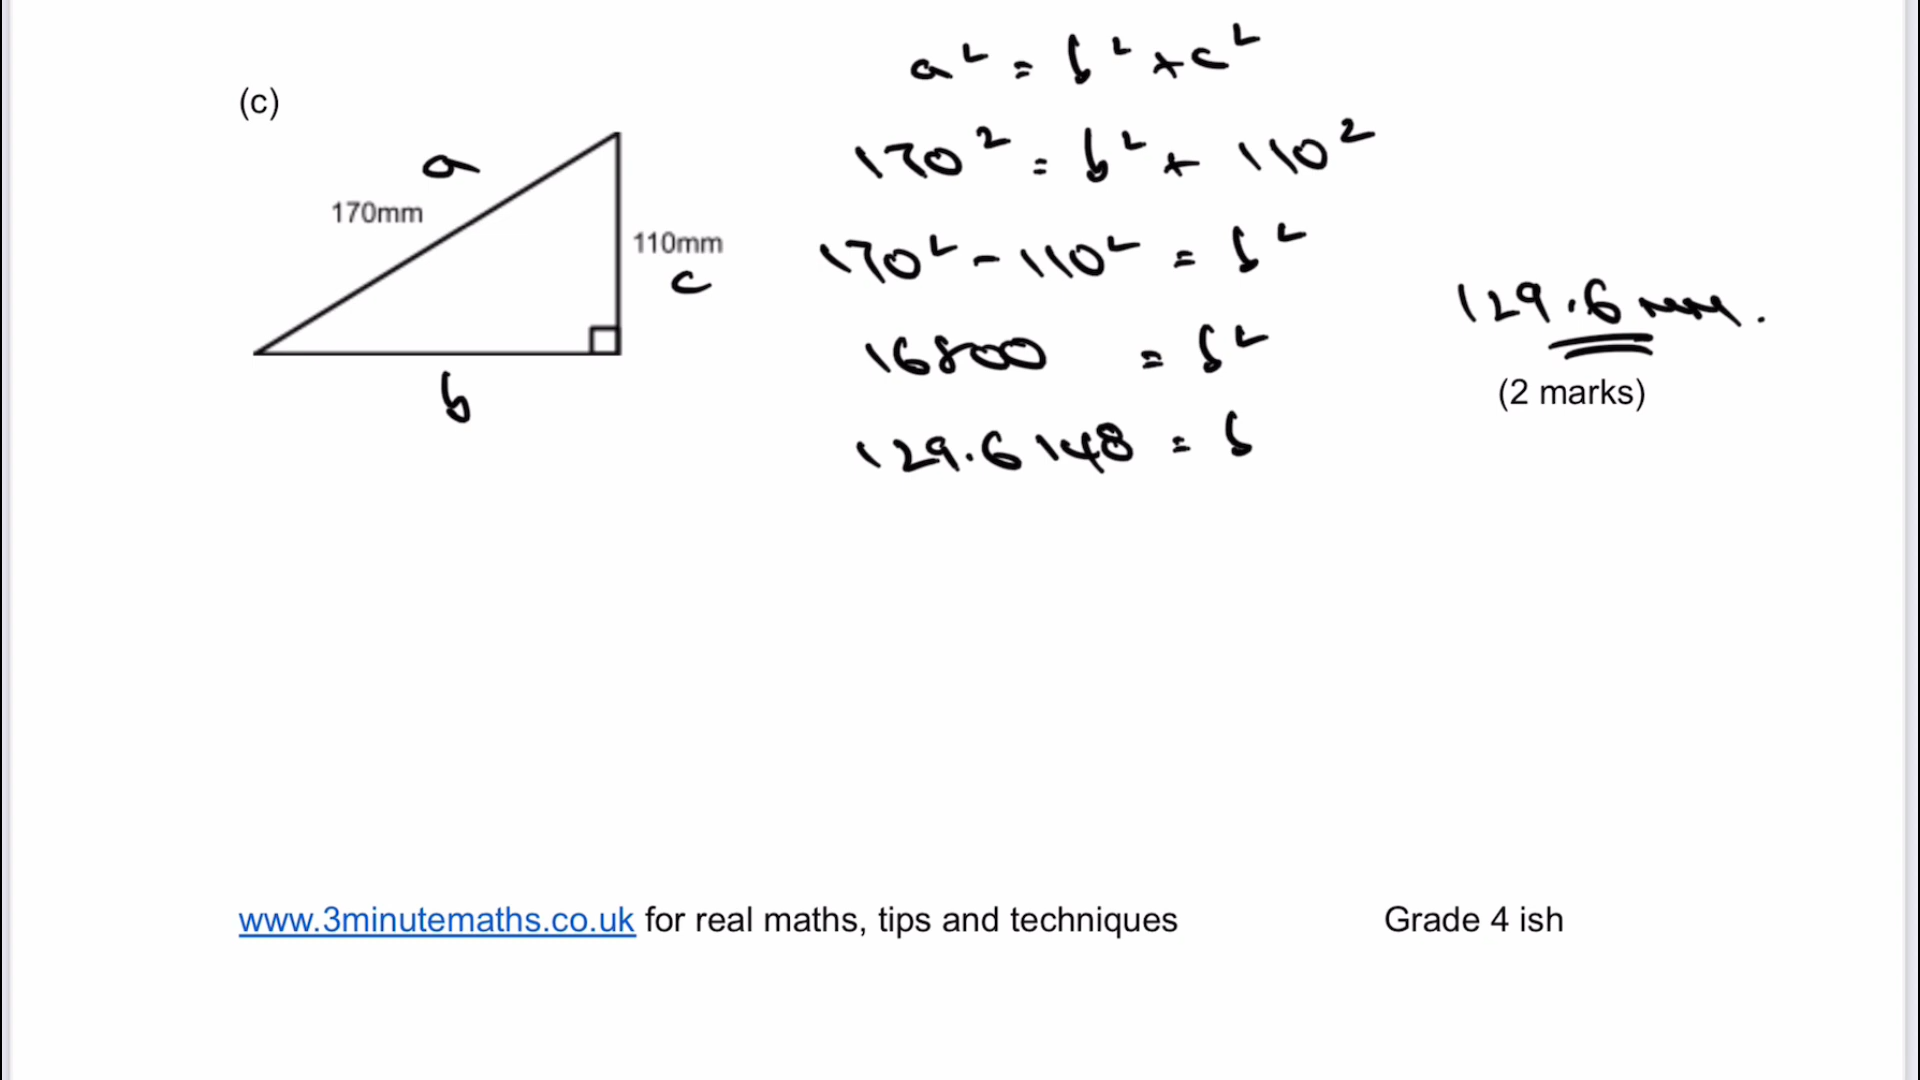 (c)
a² = b² + c²
a
170² = b² + 110²
170mm
110mm
c
170² - 110² = b²
129.6 mm.
16800 = b²
(2 marks)
b
129.6148 = b
www.3minutemaths.co.uk for real maths, tips and techniques
Grade 4 ish